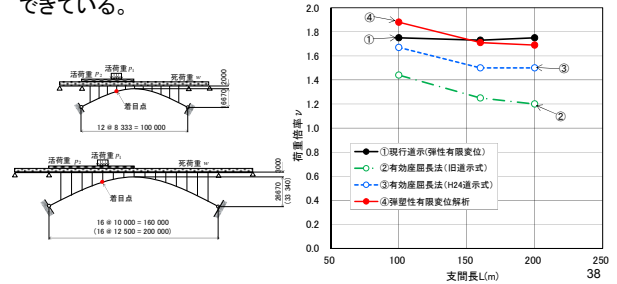 できている。
活荷重 p₂ 活荷重 p₁ 死荷重 w
着目点
12 @ 8 333 = 100 000
16670
2000
活荷重 p₂ 活荷重 p₁ 死荷重 w
着目点
16 @ 10 000 = 160 000
(16 @ 12 500 = 200 000)
26670
(33 340)
荷重倍率 ν
2.0
1.8
1.6
1.4
1.2
1.0
0.8
0.6
0.4
0.2
0.0
④
①
③
②
①現行道示(弾性有限変位)
②有効座屈長法(旧道示式)
③有効座屈長法(H24道示式)
④弾塑性有限変位解析
50 100 150 200 250
支間長L(m)
38